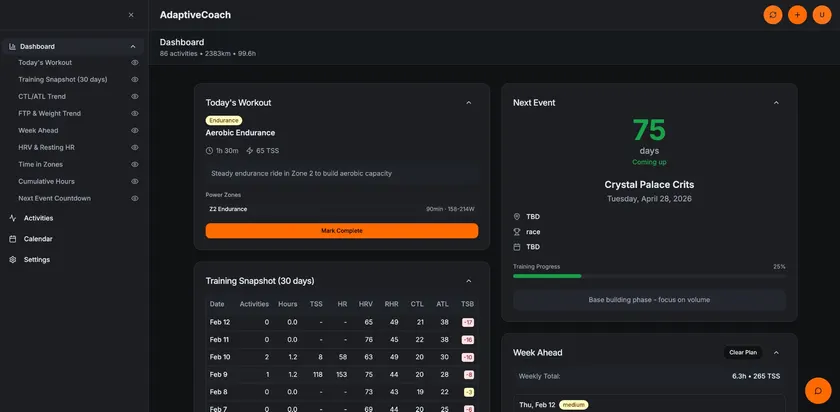 AdaptiveCoach
U
Dashboard
Today's Workout
Training Snapshot (30 days)
CTL/ATL Trend
FTP & Weight Trend
Week Ahead
HRV & Resting HR
Time in Zones
Cumulative Hours
Next Event Countdown
Activities
Calendar
Settings
Dashboard
86 activities • 2383km • 99.6h
Today's Workout
Endurance
Aerobic Endurance
1h 30m 65 TSS
Steady endurance ride in Zone 2 to build aerobic capacity
Power Zones
Z2 Endurance 90min · 158-214W
Mark Complete
Training Snapshot (30 days)
Date Activities Hours TSS HR HRV RHR CTL ATL TSB
Feb 12 0 0.0 - - 65 49 21 38 -17
Feb 11 0 0.0 - - 76 45 22 38 -16
Feb 10 2 1.2 8 58 63 49 20 30 -10
Feb 9 1 1.2 118 153 75 44 20 28 -8
Feb 8 0 0.0 - - 73 43 19 22 -3
Feb 7 0 0.0 - - 69 44 20 25
Next Event
75
days
Coming up
Crystal Palace Crits
Tuesday, April 28, 2026
TBD
race
TBD
Training Progress 25%
Base building phase - focus on volume
Week Ahead
Clear Plan
Weekly Total: 6.3h • 265 TSS
Thu, Feb 12 medium